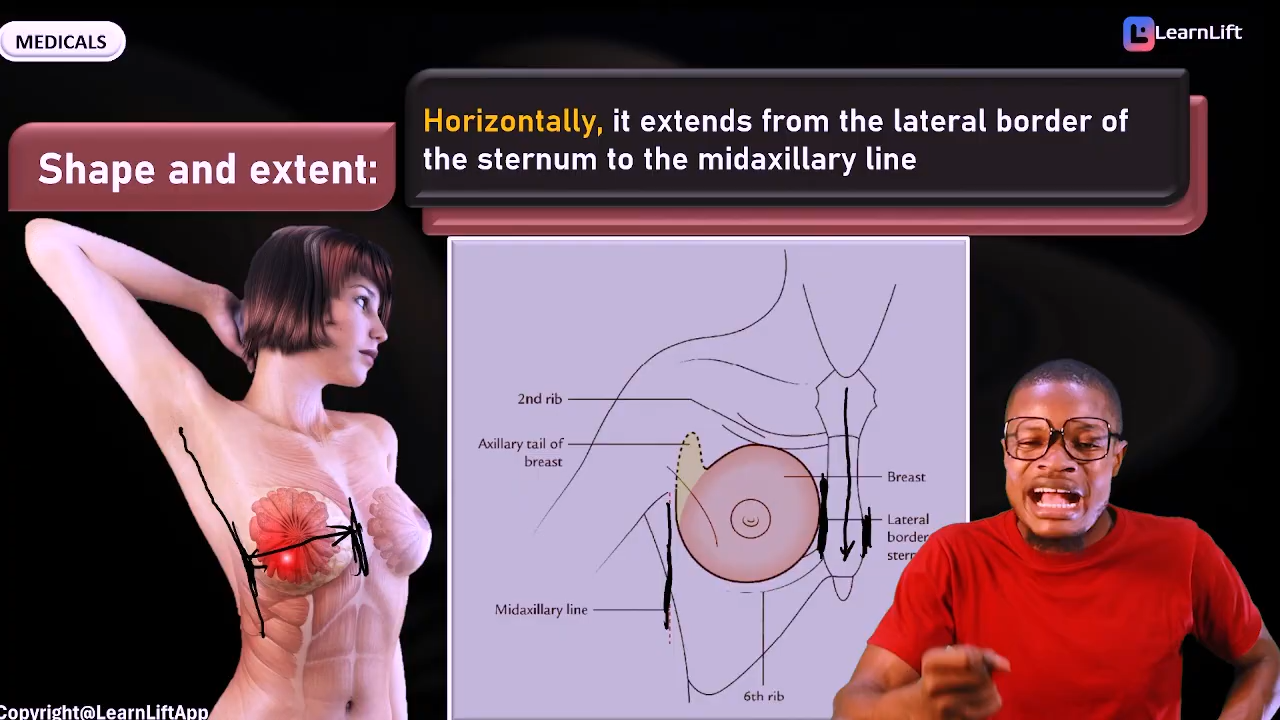 MEDICALS
LearnLift
Shape and extent:
Horizontally, it extends from the lateral border of
the sternum to the midaxillary line
2nd rib
Axillary tail of
breast
Breast
Lateral
border
Midaxillary line
6th rib
Copyright@LearnLiftApp